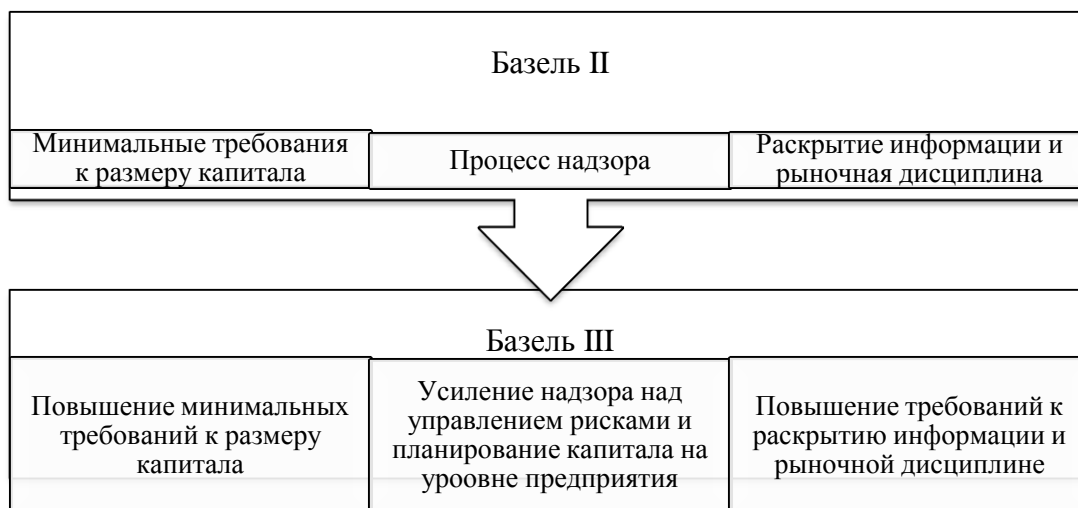 Базель II
Минимальные требования
к размеру капитала
Процесс надзора
Раскрытие информации и
рыночная дисциплина
Базель III
Повышение минимальных
требований к размеру
капитала
Усиление надзора над
управлением рисками и
планирование капитала на
уроовне предприятия
Повышение требований к
раскрытию информации и
рыночной дисциплине